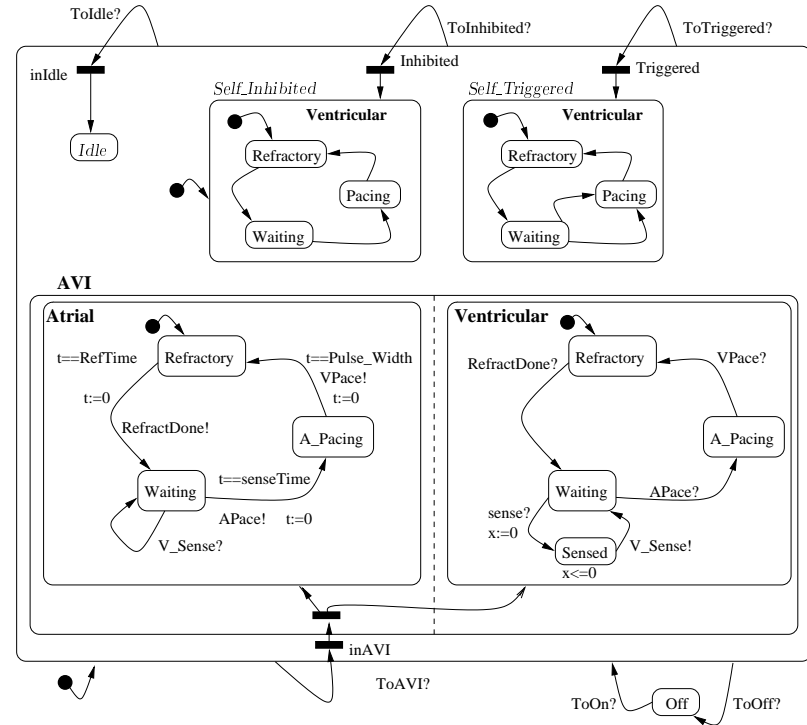 ToIdle?
ToInhibited?
ToTriggered?
inIdle
Inhibited
Triggered
Self_Inhibited
Self_Triggered
Idle
Ventricular
Refractory
Pacing
Waiting
Ventricular
Refractory
Pacing
Waiting
AVI
Atrial
t==RefTime
Refractory
t==Pulse_Width
VPace!
t:=0
t:=0
RefractDone!
A_Pacing
t==senseTime
Waiting
APace! t:=0
V_Sense?
Ventricular
RefractDone?
Refractory
VPace?
A_Pacing
Waiting
APace?
sense?
x:=0
Sensed
V_Sense!
x<=0
inAVI
ToAVI?
ToOn?
Off
ToOff?